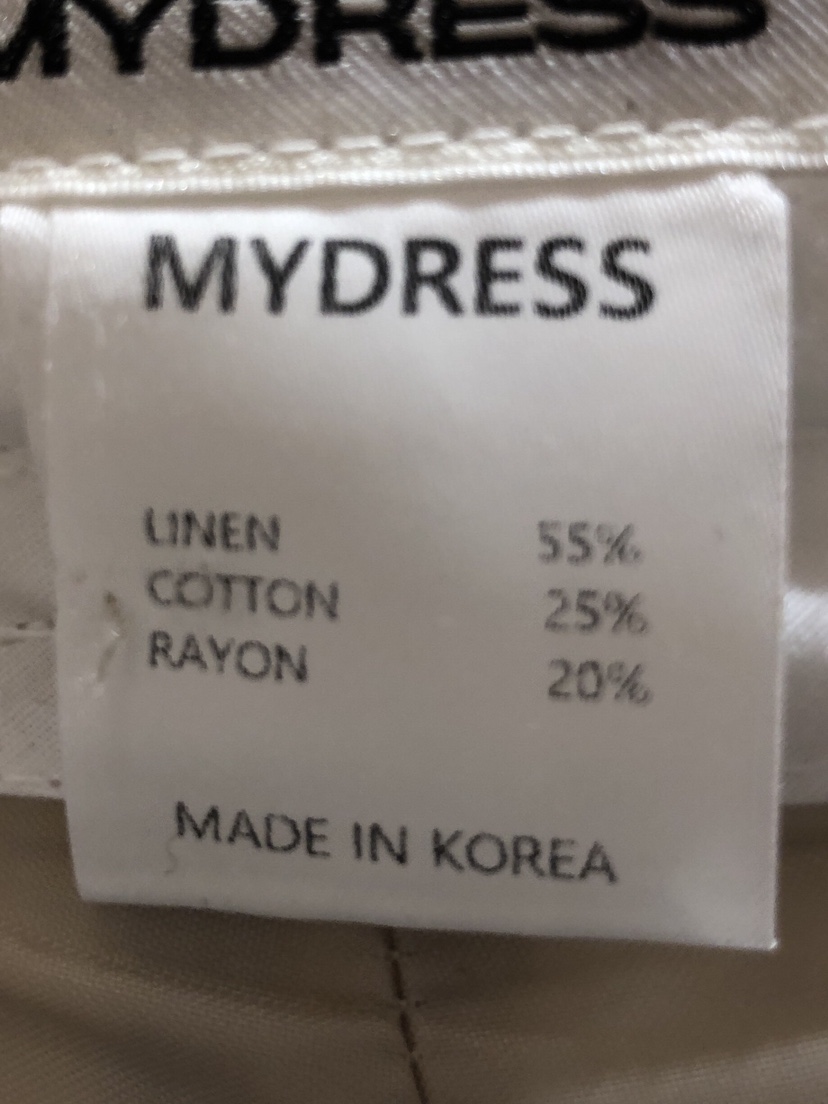 MYDRESS
MYDRESS
LINEN 55%
COTTON 25%
RAYON 20%
MADE IN KOREA